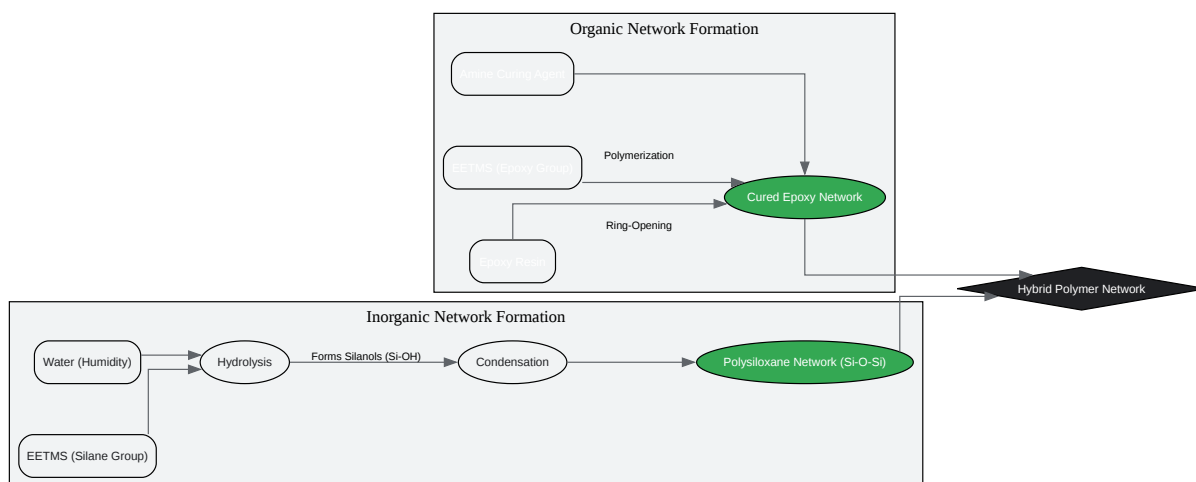 Organic Network Formation
Amine Curing Agent
EETMS (Epoxy Group)
Polymerization
Cured Epoxy Network
Ring-Opening
Epoxy Resin
Hybrid Polymer Network
Inorganic Network Formation
Water (Humidity)
Hydrolysis
Forms Silanols (Si-OH)
Condensation
Polysiloxane Network (Si-O-Si)
EETMS (Silane Group)